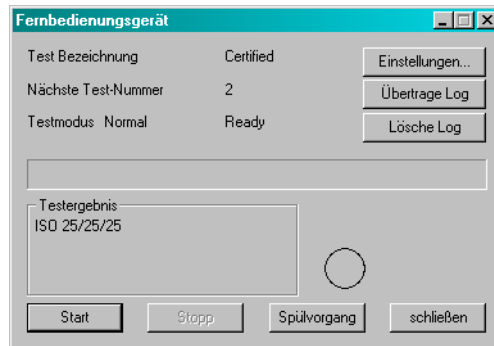 Fernbedienungsgerät
Test Bezeichnung Certified Einstellungen...
Nächste Test-Nummer 2 Übertrage Log
Testmodus Normal Ready Lösche Log
Testergebnis
ISO 25/25/25
Start Stopp Spülvorgang schließen